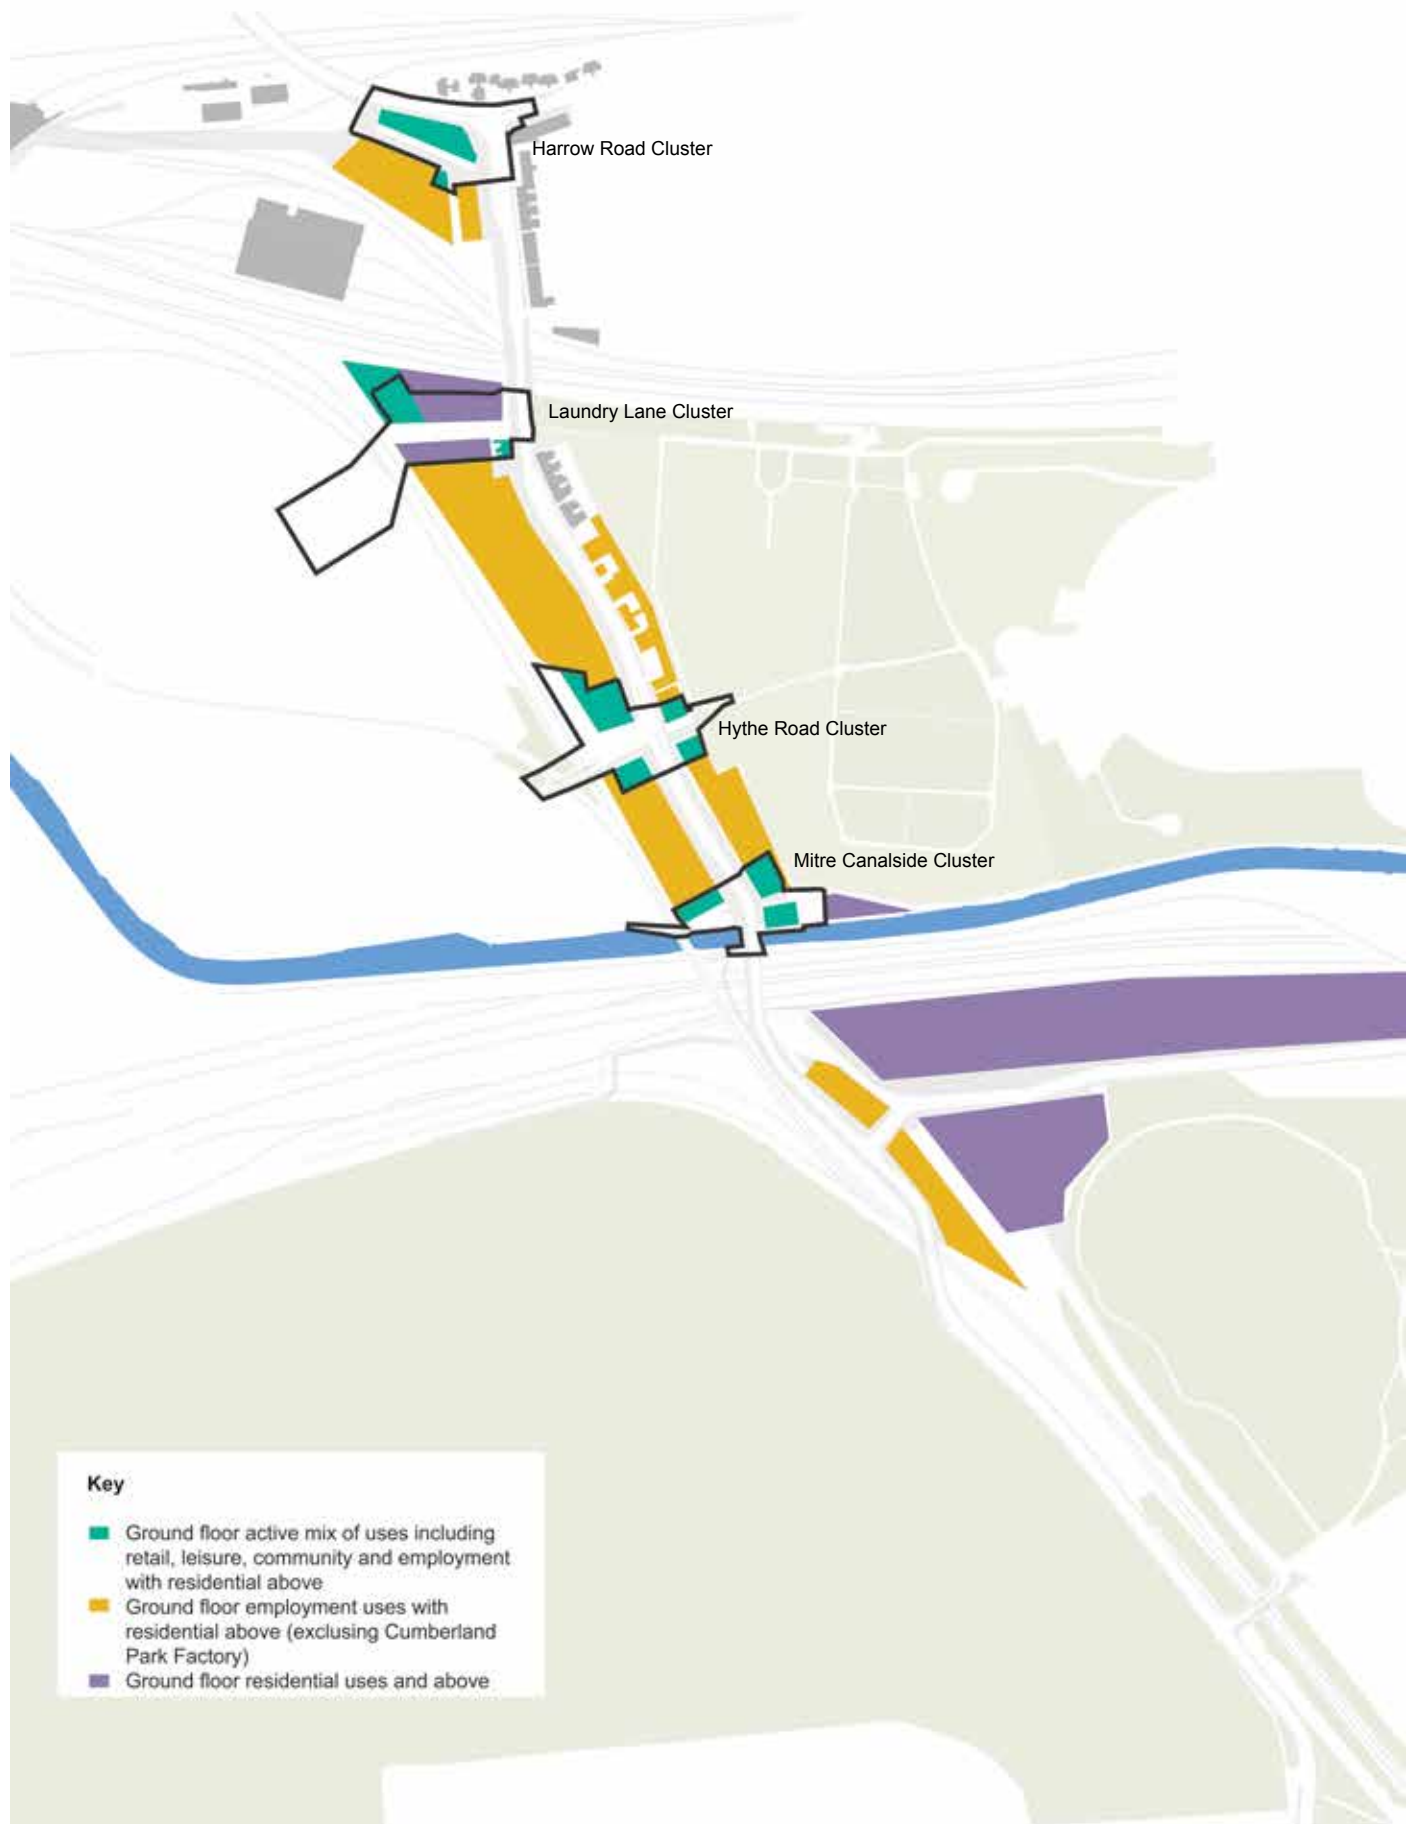 Harrow Road Cluster
Laundry Lane Cluster
Hythe Road Cluster
Mitre Canalside Cluster
Key
Ground floor active mix of uses including
retail, leisure, community and employment
with residential above
Ground floor employment uses with
residential above (exclusing Cumberland
Park Factory)
Ground floor residential uses and above